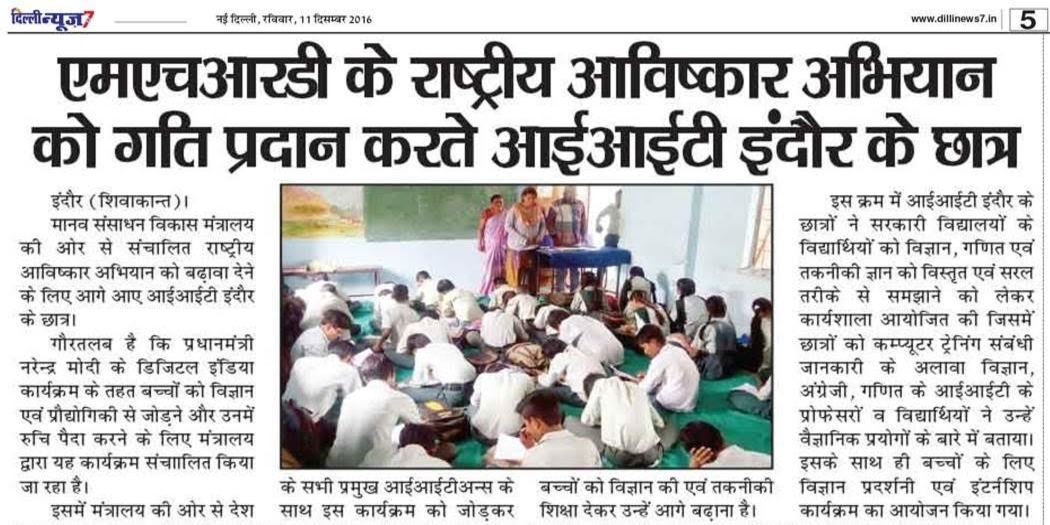 दिल्ली न्यूज़ 7
नई दिल्ली, रविवार, 11 दिसम्बर 2016
www.dillinews7.in
5
एमएचआरडी के राष्ट्रीय आविष्कार अभियान
को गति प्रदान करते आईआईटी इंदौर के छात्र
इंदौर (शिवाकान्त)।
मानव संसाधन विकास मंत्रालय
की ओर से संचालित राष्ट्रीय
आविष्कार अभियान को बढ़ावा देने
के लिए आगे आए आईआईटी इंदौर
के छात्र।
गौरतलब है कि प्रधानमंत्री
नरेन्द्र मोदी के डिजिटल इंडिया
कार्यक्रम के तहत बच्चों को विज्ञान
एवं प्रौद्योगिकी से जोड़ने और उनमें
रुचि पैदा करने के लिए मंत्रालय
द्वारा यह कार्यक्रम संचाालित किया
जा रहा है।
इसमें मंत्रालय की ओर से देश
के सभी प्रमुख आईआईटीअन्स के
साथ इस कार्यक्रम को जोड़कर
बच्चों को विज्ञान की एवं तकनीकी
शिक्षा देकर उन्हें आगे बढ़ाना है।
इस क्रम में आईआईटी इंदौर के
छात्रों ने सरकारी विद्यालयों के
विद्यार्थियों को विज्ञान, गणित एवं
तकनीकी ज्ञान को विस्तृत एवं सरल
तरीके से समझाने को लेकर
कार्यशाला आयोजित की जिसमें
छात्रों को कम्प्यूटर ट्रेनिंग संबंधी
जानकारी के अलावा विज्ञान,
अंग्रेजी, गणित के आईआईटी के
प्रोफेसरों व विद्यार्थियों ने उन्हें
वैज्ञानिक प्रयोगों के बारे में बताया।
इसके साथ ही बच्चों के लिए
विज्ञान प्रदर्शनी एवं इंटर्नशिप
कार्यक्रम का आयोजन किया गया।